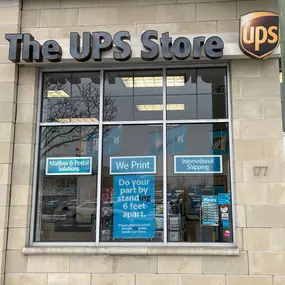 The UPS Store
ups
Mailbox & Postal
Solutions
We Print
International
Shipping
Do your
part by
standing
6 feet
apart.
177